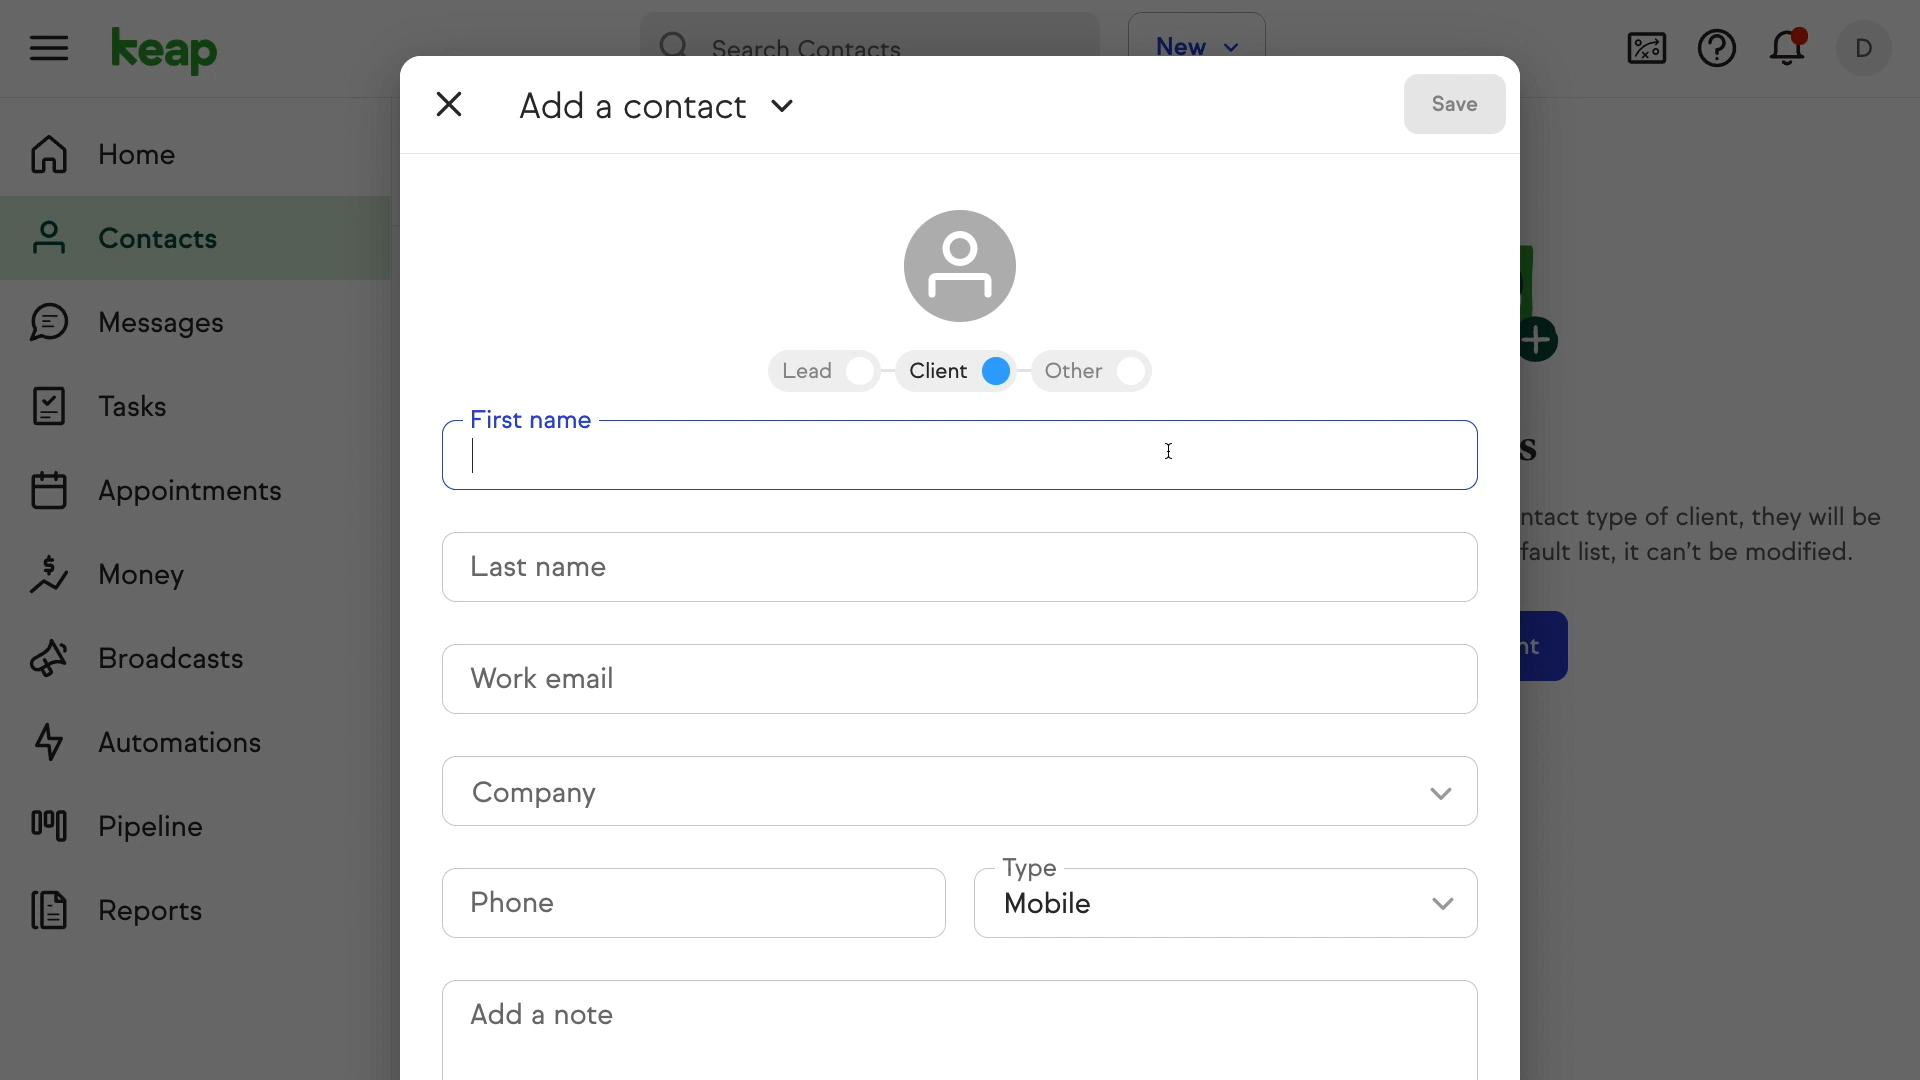 keap
Search Contacts
New
D
Home
Contacts
Messages
Tasks
Appointments
Money
Broadcasts
Automations
Pipeline
Reports
Add a contact
Save
Lead
Client
Other
First name
Last name
Work email
Company
Phone
Type
Mobile
Add a note
s
ntact type of client, they will be
fault list, it can't be modified.
nt